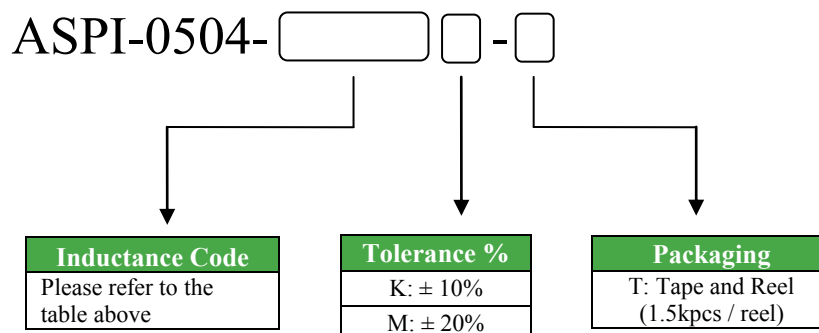 ASPI-0504- -
Inductance Code
Please refer to the
table above
Tolerance %
K: ± 10%
M: ± 20%
Packaging
T: Tape and Reel
(1.5kpcs / reel)